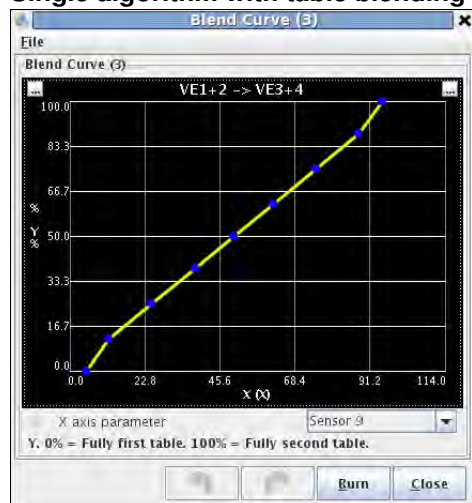 Single algorithm with table blending
Blend Curve (3)
File
Blend Curve (3)
... VE1+2 -> VE3+4 ...
100.0
83.3
66.7
%
Y 50.0
%
33.3
16.7
0.0
0.0 22.8 45.6 68.4 91.2 114.0
X (X)
X axis parameter Sensor 9
Y. 0% = Fully first table. 100% = Fully second table.
Burn Close